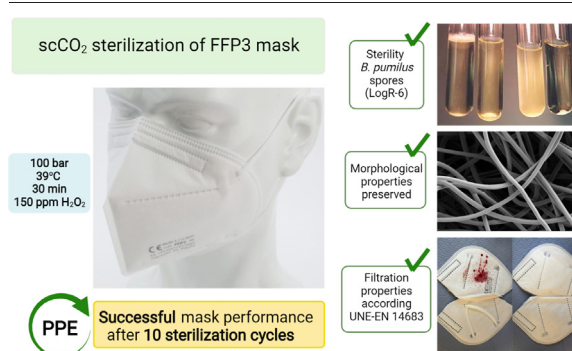 scCO₂ sterilization of FFP3 mask
100 bar
39°C
30 min
150 ppm H₂O₂
PPE
Successful mask performance
after 10 sterilization cycles
Sterility
B. pumilus
spores
(LogR-6)
Morphological
properties
preserved
Filtration
properties
according
UNE-EN 14683